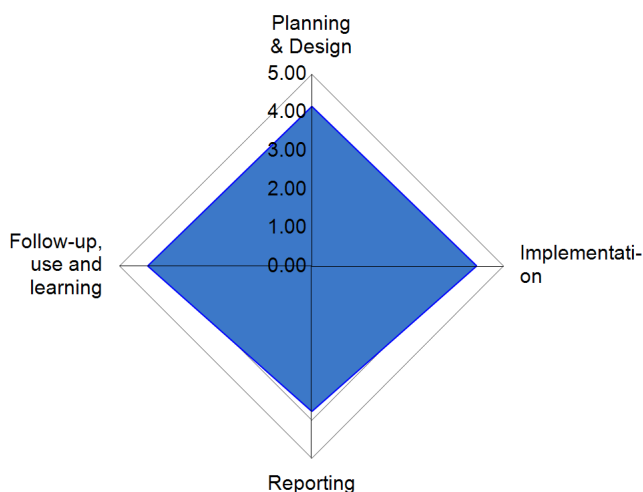 Planning
& Design
5.00
4.00
3.00
2.00
1.00
0.00
Follow-up,
use and
learning
Implementati-
on
Reporting